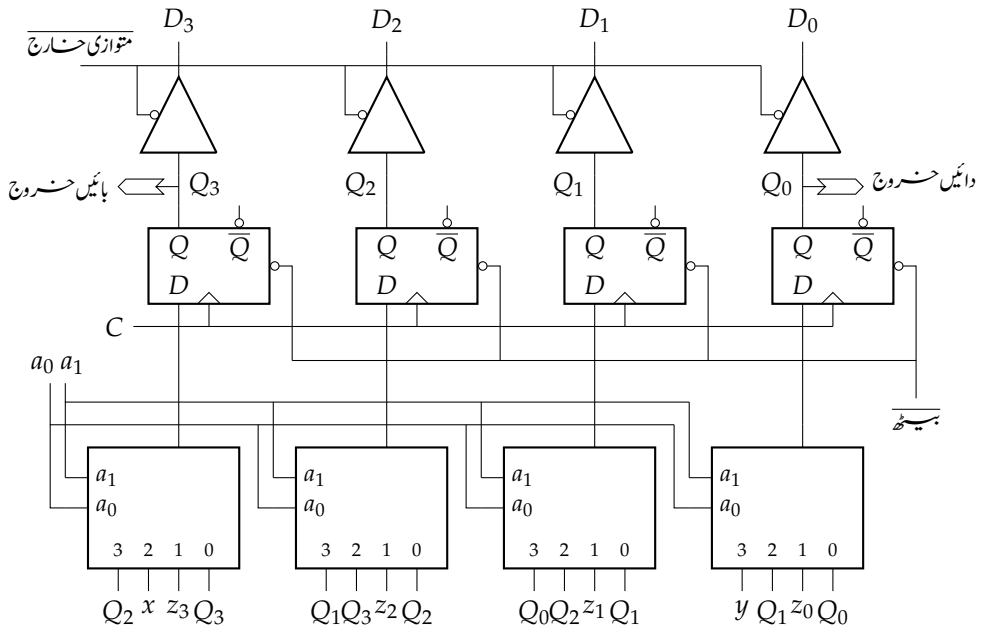 D3 D2 D1 D0
متوازی خارج
بائیں خروج Q3 Q2 Q1 Q0 دائیں خروج
Q Q̅ Q Q̅ Q Q̅ Q Q̅
D D D D
C
a0 a1
بیٹھ
a1 a1 a1 a1
a0 a0 a0 a0
3 2 1 0 3 2 1 0 3 2 1 0 3 2 1 0
Q2 x z3 Q3 Q1 Q3 z2 Q2 Q0 Q2 z1 Q1 y Q1 z0 Q0